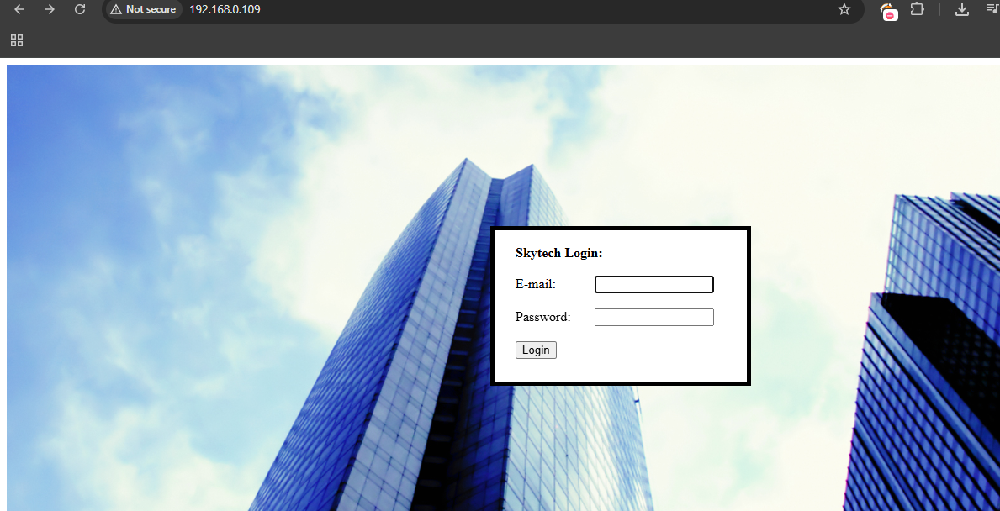 Not secure 192.168.0.109
Skytech Login:
E-mail:
Password:
Login